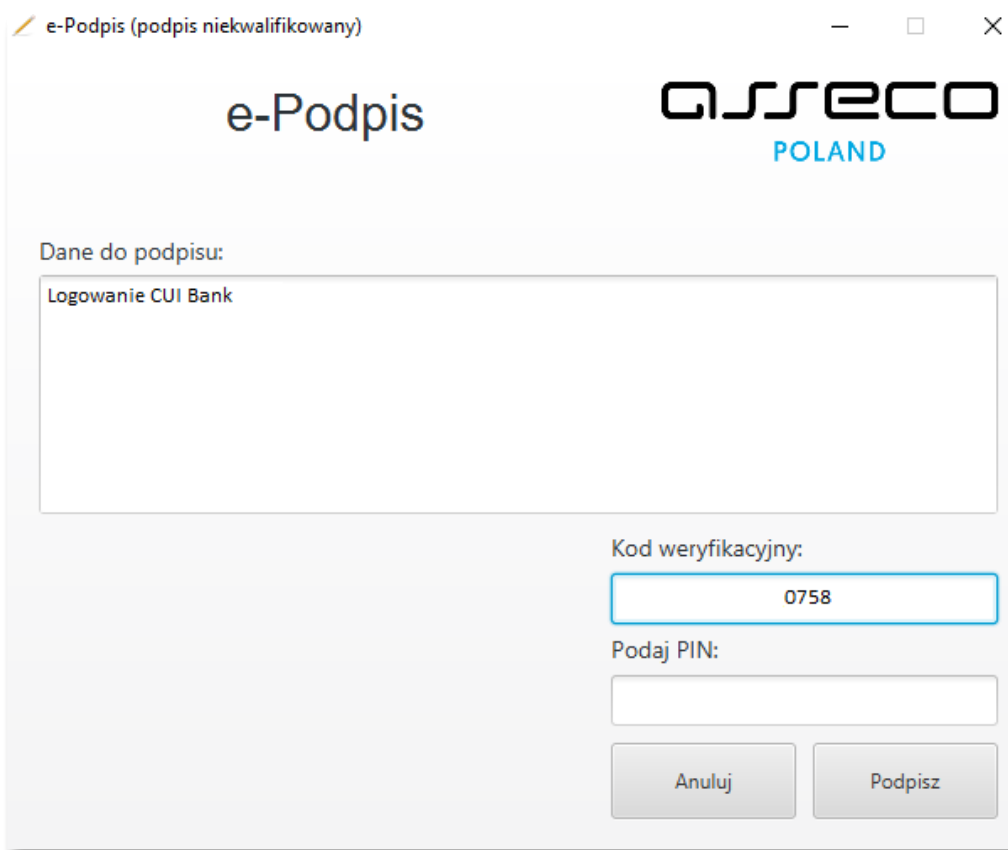 e-Podpis (podpis niekwalifikowany)
e-Podpis
asseco
POLAND
Dane do podpisu:
Logowanie CUI Bank
Kod weryfikacyjny:
0758
Podaj PIN:
Anuluj
Podpisz